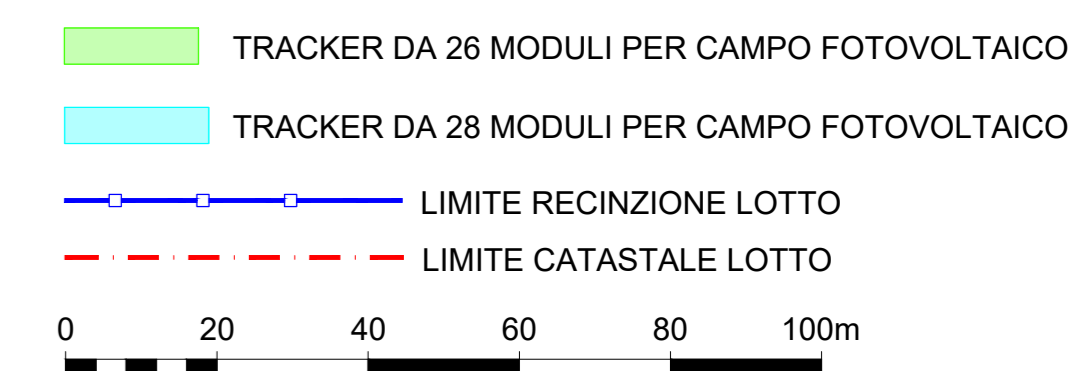 TRACKER DA 26 MODULI PER CAMPO FOTOVOLTAICO
TRACKER DA 28 MODULI PER CAMPO FOTOVOLTAICO
LIMITE RECINZIONE LOTTO
LIMITE CATASTALE LOTTO
0 20 40 60 80 100m